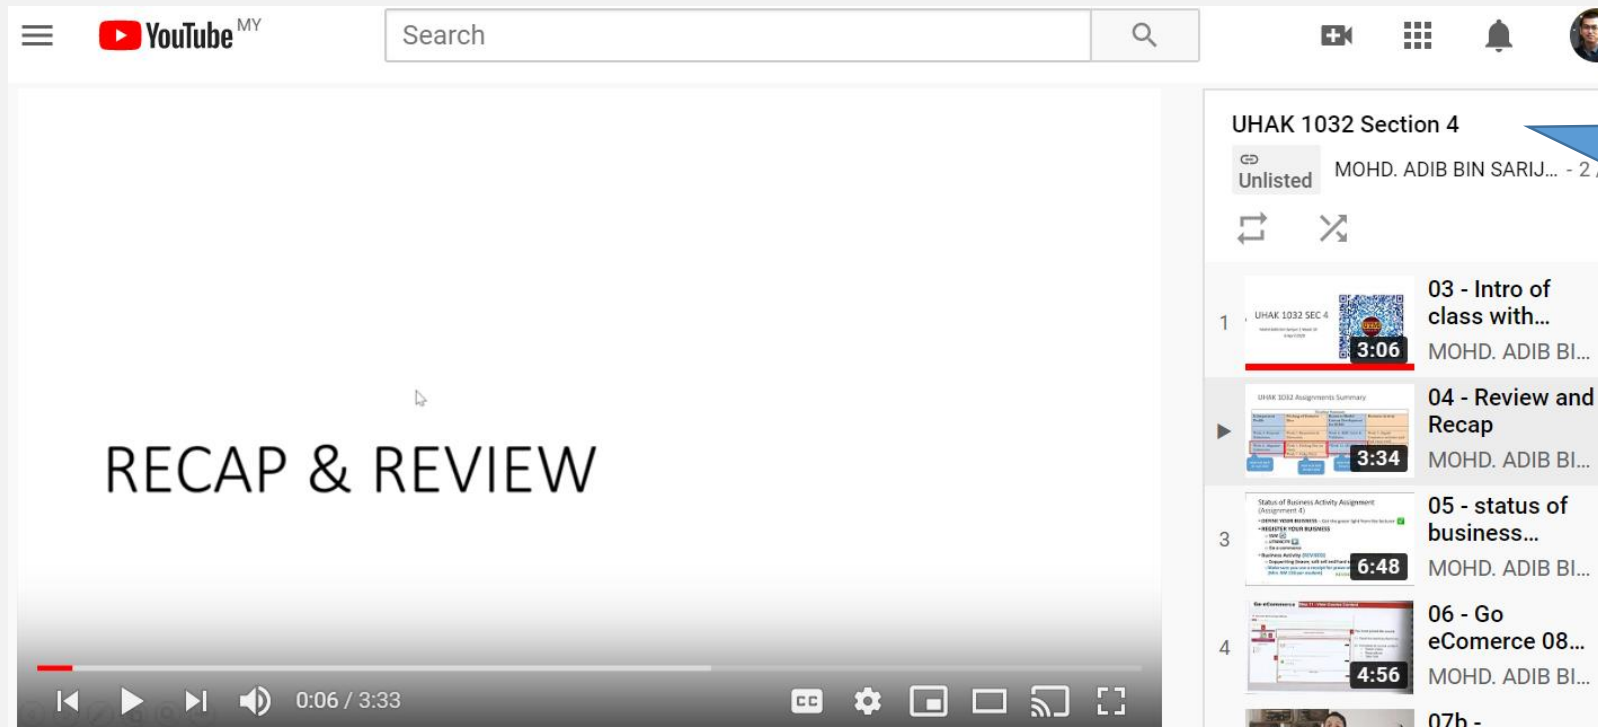 YouTube MY
Search
RECAP & REVIEW
0:06 / 3:33
CC
UHAK 1032 Section 4
Unlisted
MOHD. ADIB BIN SARIJ... - 2 /
1
UHAK 1032 SEC 4
3:06
03 - Intro of
class with...
MOHD. ADIB BI...
UHAK 1032 Assignments Summary
3:34
04 - Review and
Recap
MOHD. ADIB BI...
3
Status of Business Activity Assignment
(Assignment 4)
6:48
05 - status of
business...
MOHD. ADIB BI...
4
4:56
06 - Go
eComerce 08...
MOHD. ADIB BI...
07b -